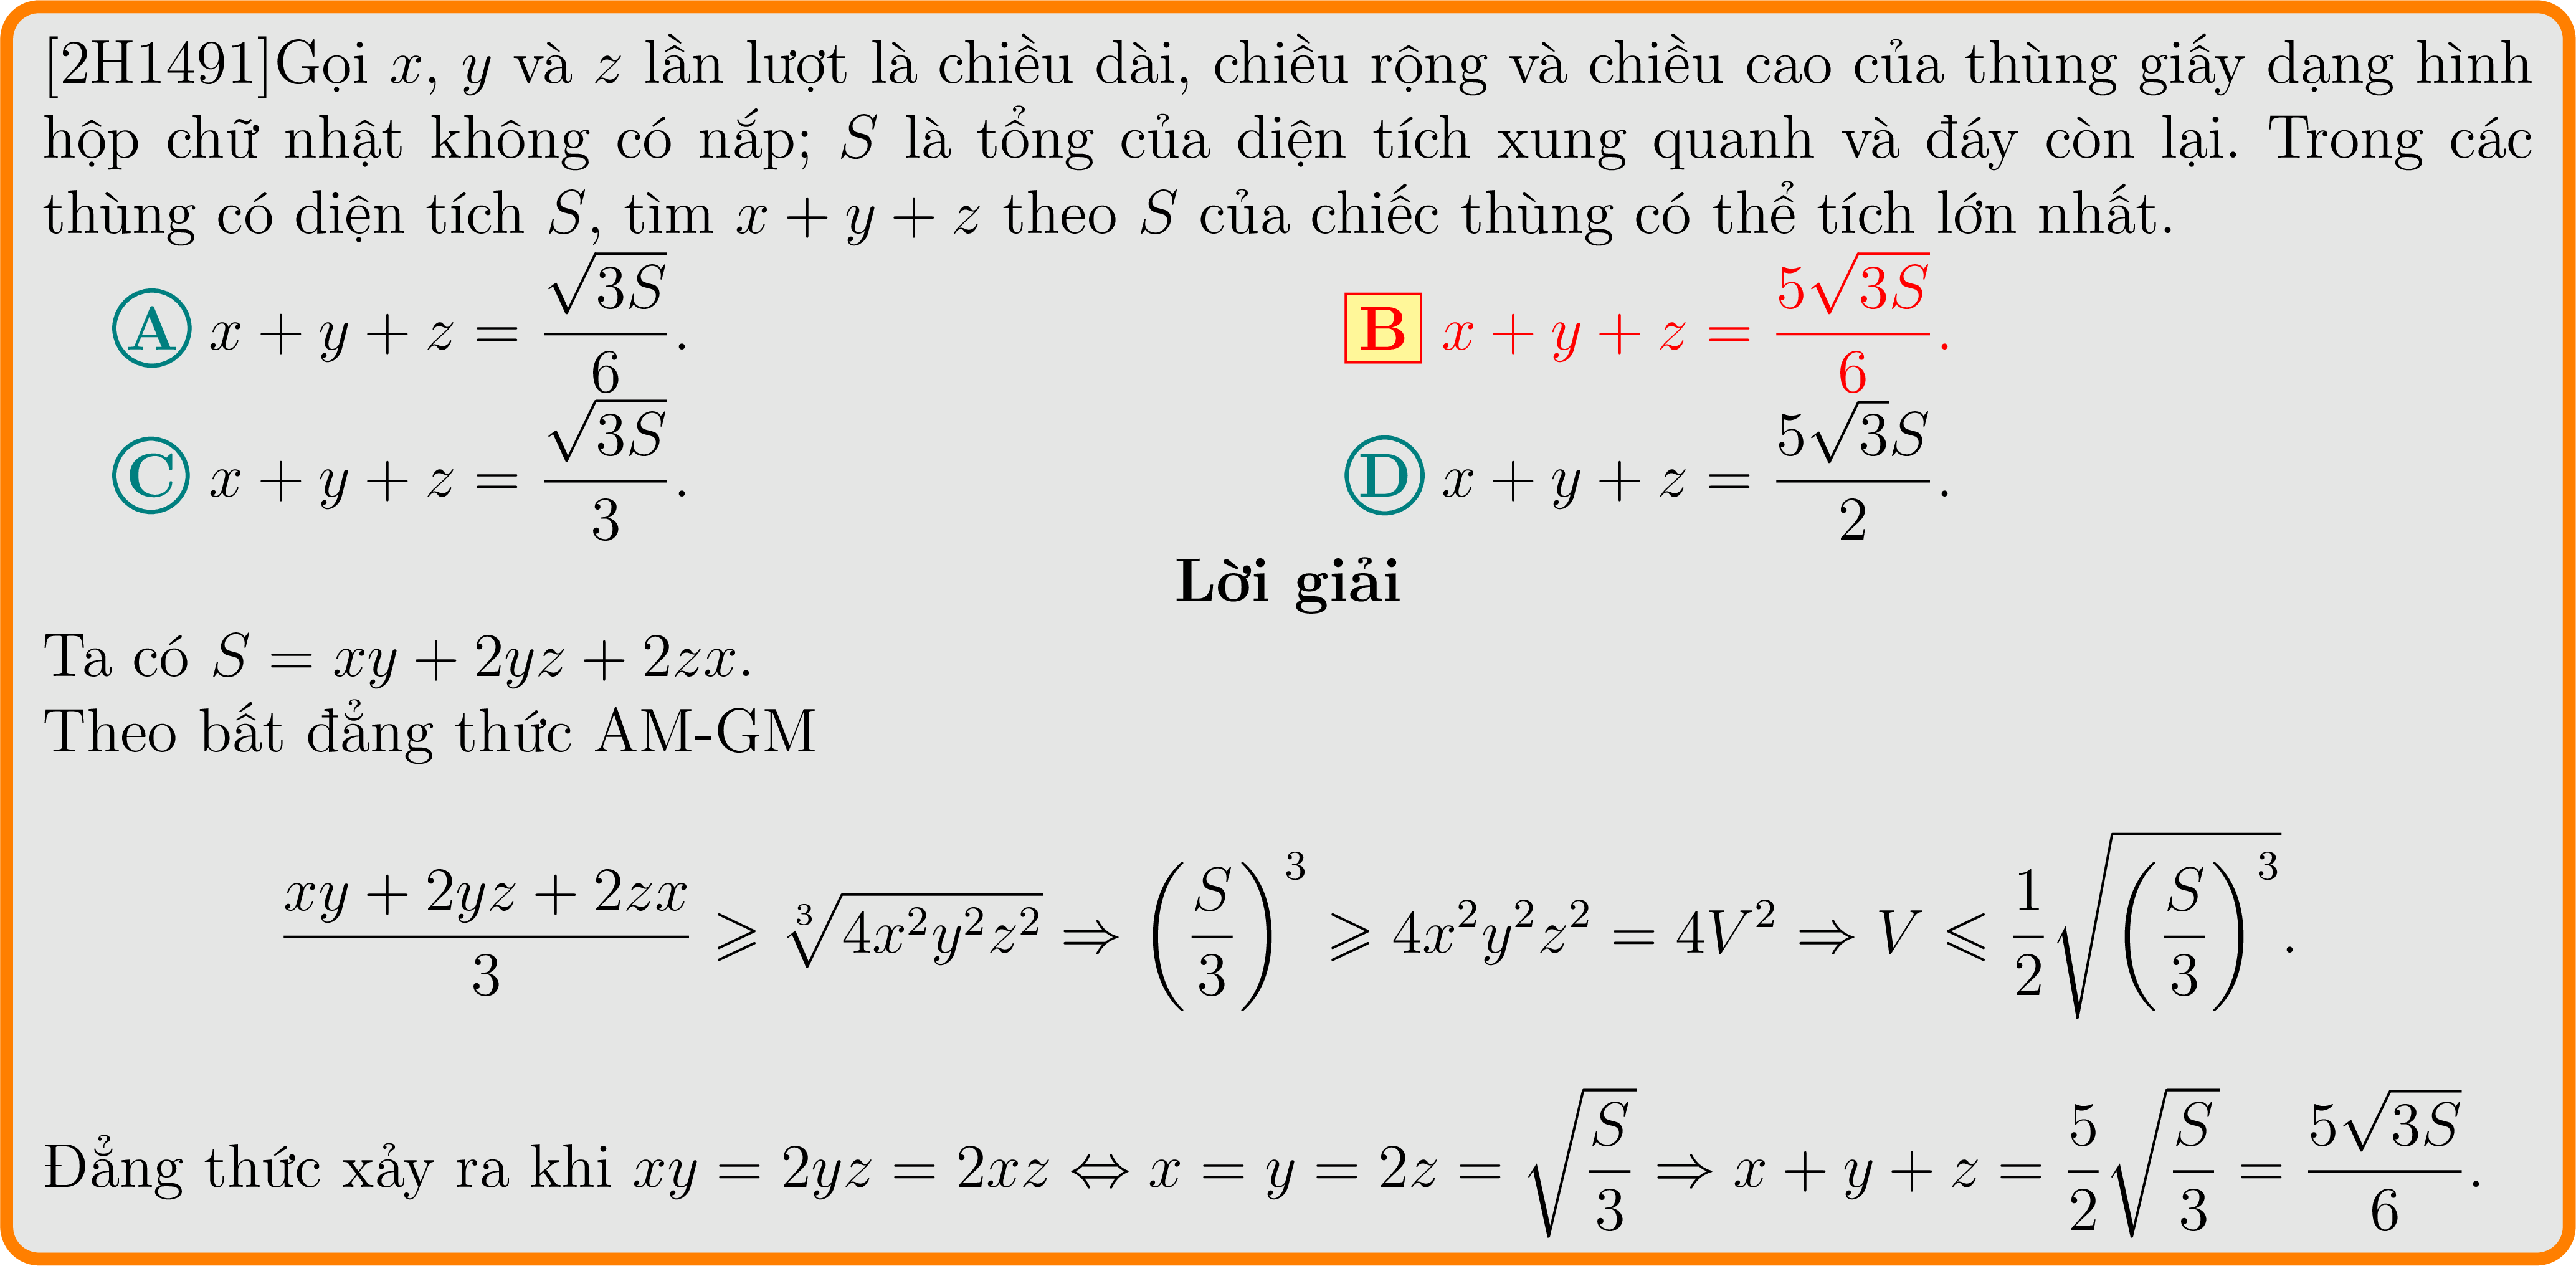 [2H1491]Gọi x, y và z lần lượt là chiều dài, chiều rộng và chiều cao của thùng giấy dạng hình
hộp chữ nhật không có nắp; S là tổng của diện tích xung quanh và đáy còn lại. Trong các
thùng có diện tích S, tìm x + y + z theo S của chiếc thùng có thể tích lớn nhất.
A x + y + z = \frac{\sqrt{3S}}{6}. B x + y + z = \frac{5\sqrt{3S}}{6}.
C x + y + z = \frac{\sqrt{3S}}{3}. D x + y + z = \frac{5\sqrt{3}S}{2}.
Lời giải
Ta có S = xy + 2yz + 2zx.
Theo bất đẳng thức AM-GM
\frac{xy + 2yz + 2zx}{3} ⩾ \sqrt[3]{4x^2y^2z^2} ⇒ \left(\frac{S}{3}\right)^3 ⩾ 4x^2y^2z^2 = 4V^2 ⇒ V ⩽ \frac{1}{2}\sqrt{\left(\frac{S}{3}\right)^3}.
Đẳng thức xảy ra khi xy = 2yz = 2xz ⇔ x = y = 2z = \sqrt{\frac{S}{3}} ⇒ x + y + z = \frac{5}{2}\sqrt{\frac{S}{3}} = \frac{5\sqrt{3S}}{6}.